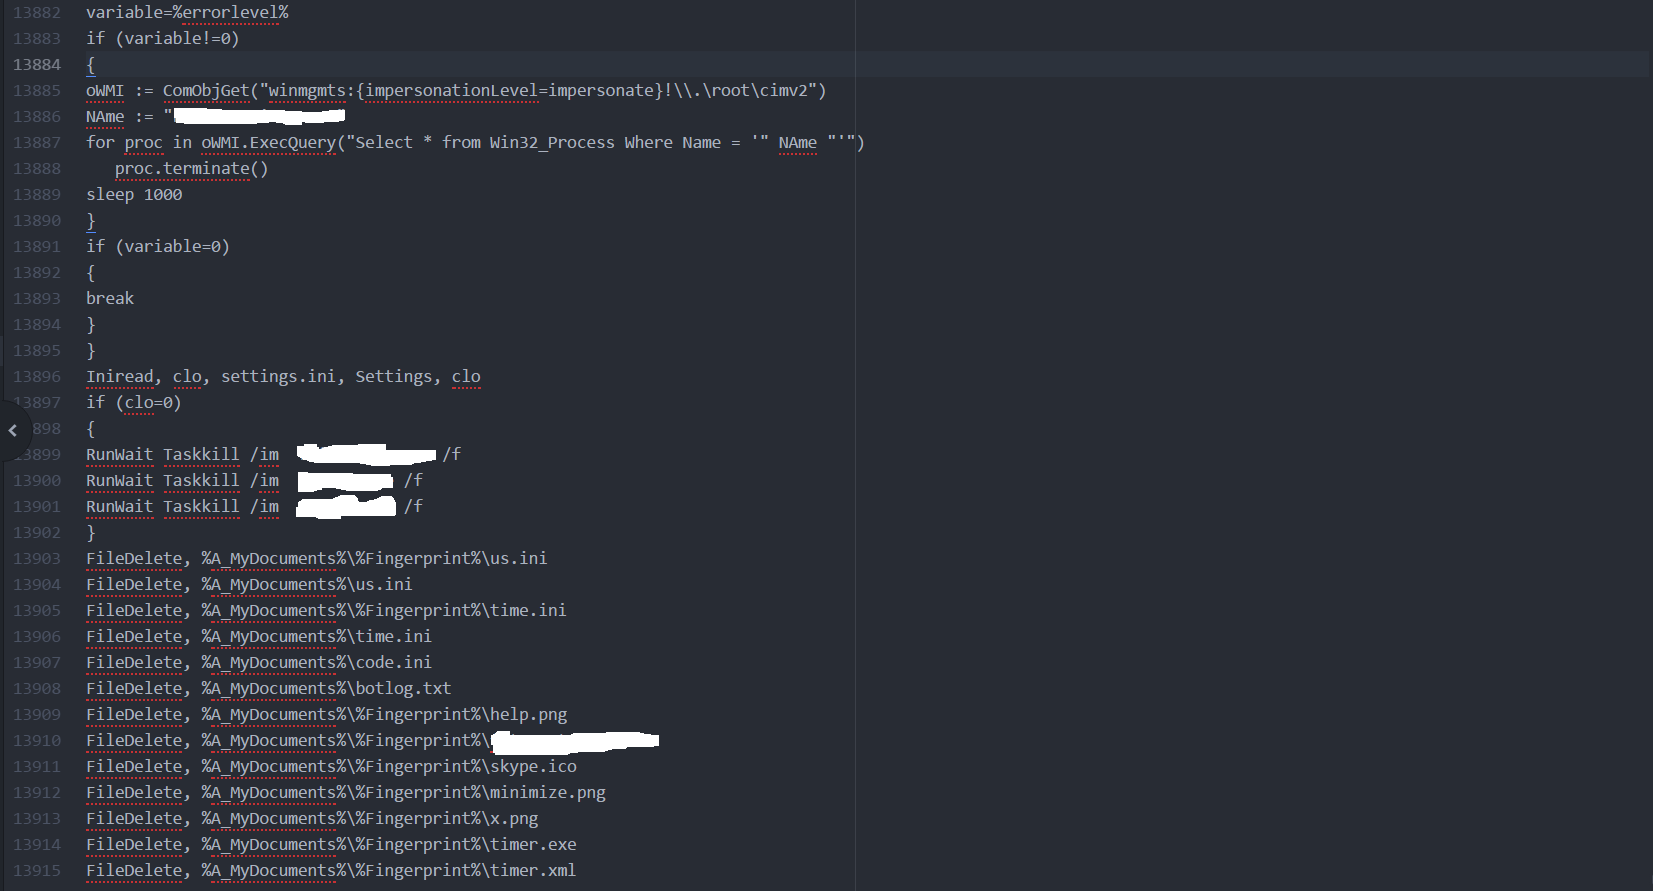 13882 variable=%errorlevel%
13883 if (variable!=0)
13884 {
13885 oWMI := ComObjGet("winmgmts:{impersonationLevel=impersonate}!\\.\root\cimv2")
13886 NAme := "
13887 for proc in oWMI.ExecQuery("Select * from Win32_Process Where Name = '" NAme "'")
13888 proc.terminate()
13889 sleep 1000
13890 }
13891 if (variable=0)
13892 {
13893 break
13894 }
13895 }
13896 Iniread, clo, settings.ini, Settings, clo
13897 if (clo=0)
898 {
13899 RunWait Taskkill /im /f
13900 RunWait Taskkill /im /f
13901 RunWait Taskkill /im /f
13902 }
13903 FileDelete, %A_MyDocuments%\%Fingerprint%\us.ini
13904 FileDelete, %A_MyDocuments%\us.ini
13905 FileDelete, %A_MyDocuments%\%Fingerprint%\time.ini
13906 FileDelete, %A_MyDocuments%\time.ini
13907 FileDelete, %A_MyDocuments%\code.ini
13908 FileDelete, %A_MyDocuments%\botlog.txt
13909 FileDelete, %A_MyDocuments%\%Fingerprint%\help.png
13910 FileDelete, %A_MyDocuments%\%Fingerprint%\
13911 FileDelete, %A_MyDocuments%\%Fingerprint%\skype.ico
13912 FileDelete, %A_MyDocuments%\%Fingerprint%\minimize.png
13913 FileDelete, %A_MyDocuments%\%Fingerprint%\x.png
13914 FileDelete, %A_MyDocuments%\%Fingerprint%\timer.exe
13915 FileDelete, %A_MyDocuments%\%Fingerprint%\timer.xml